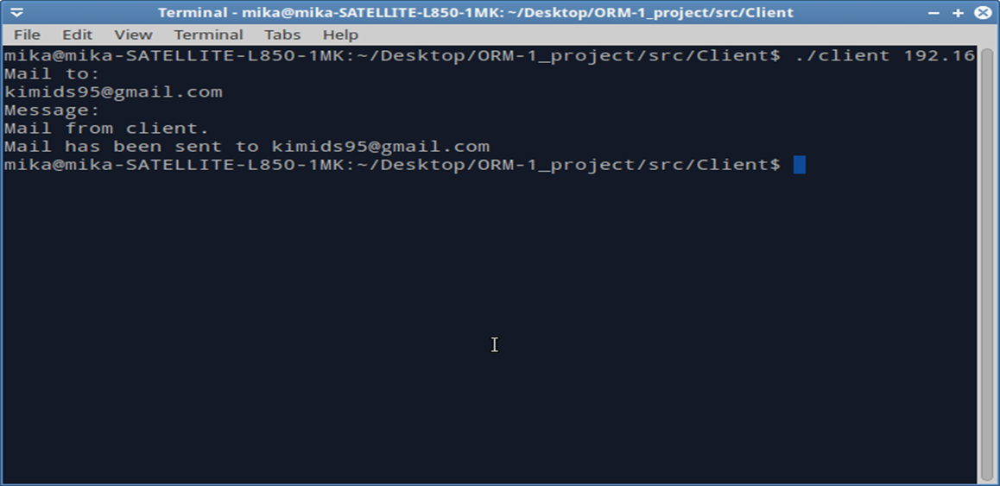 Terminal - mika@mika-SATELLITE-L850-1MK: ~/Desktop/ORM-1_project/src/Client
File Edit View Terminal Tabs Help
mika@mika-SATELLITE-L850-1MK:~/Desktop/ORM-1_project/src/Client$ ./client 192.16
Mail to:
kimids95@gmail.com
Message:
Mail from client.
Mail has been sent to kimids95@gmail.com
mika@mika-SATELLITE-L850-1MK:~/Desktop/ORM-1_project/src/Client$